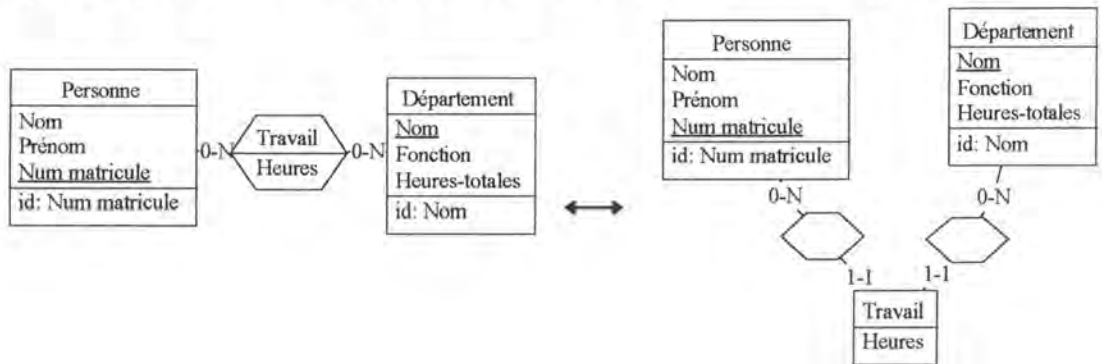 Personne
Nom
Prénom
Num matricule
id: Num matricule
0-N
Travail
Heures
0-N
Département
Nom
Fonction
Heures-totales
id: Nom
Personne
Nom
Prénom
Num matricule
id: Num matricule
0-N
Département
Nom
Fonction
Heures-totales
id: Nom
0-N
1-1
1-1
Travail
Heures